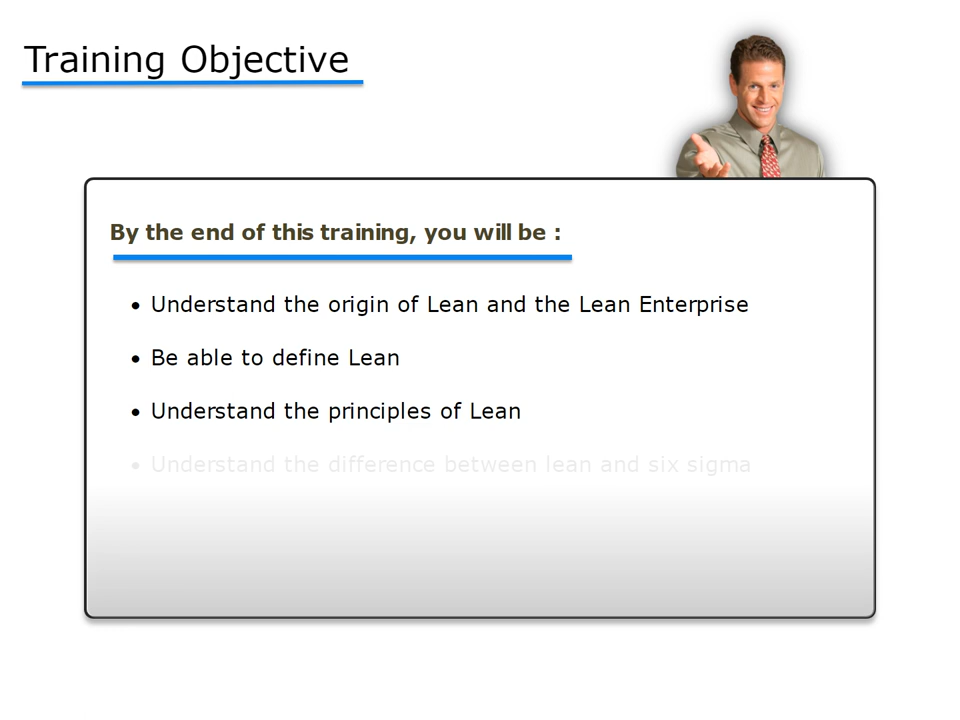 Training Objective
By the end of this training, you will be :
• Understand the origin of Lean and the Lean Enterprise
• Be able to define Lean
• Understand the principles of Lean
• Understand the difference between lean and six sigma